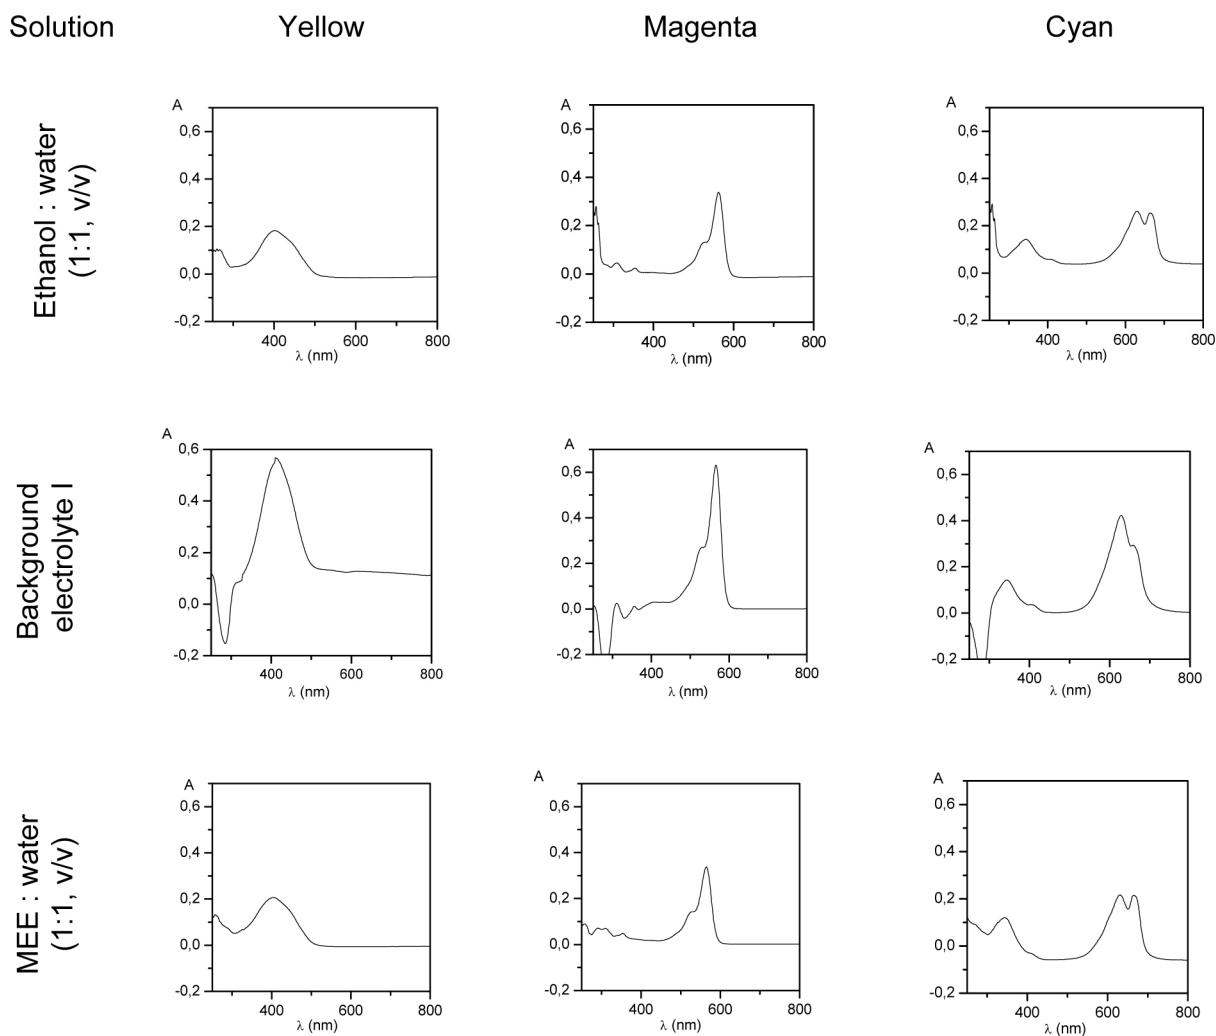 Solution Yellow Magenta Cyan
Ethanol : water
(1:1, v/v)
A
0,6
0,4
0,2
0,0
-0,2
400 600 800
λ (nm)
A
0,6
0,4
0,2
0,0
-0,2
400 600 800
λ (nm)
A
0,6
0,4
0,2
0,0
-0,2
400 600 800
λ (nm)
Background
electrolyte I
A
0,6
0,4
0,2
0,0
-0,2
400 600 800
λ (nm)
A
0,6
0,4
0,2
0,0
-0,2
400 600 800
λ (nm)
A
0,6
0,4
0,2
0,0
-0,2
400 600 800
λ (nm)
MEE : water
(1:1, v/v)
A
0,6
0,4
0,2
0,0
-0,2
400 600 800
λ (nm)
A
0,6
0,4
0,2
0,0
-0,2
400 600 800
λ (nm)
A
0,6
0,4
0,2
0,0
-0,2
400 600 800
λ (nm)